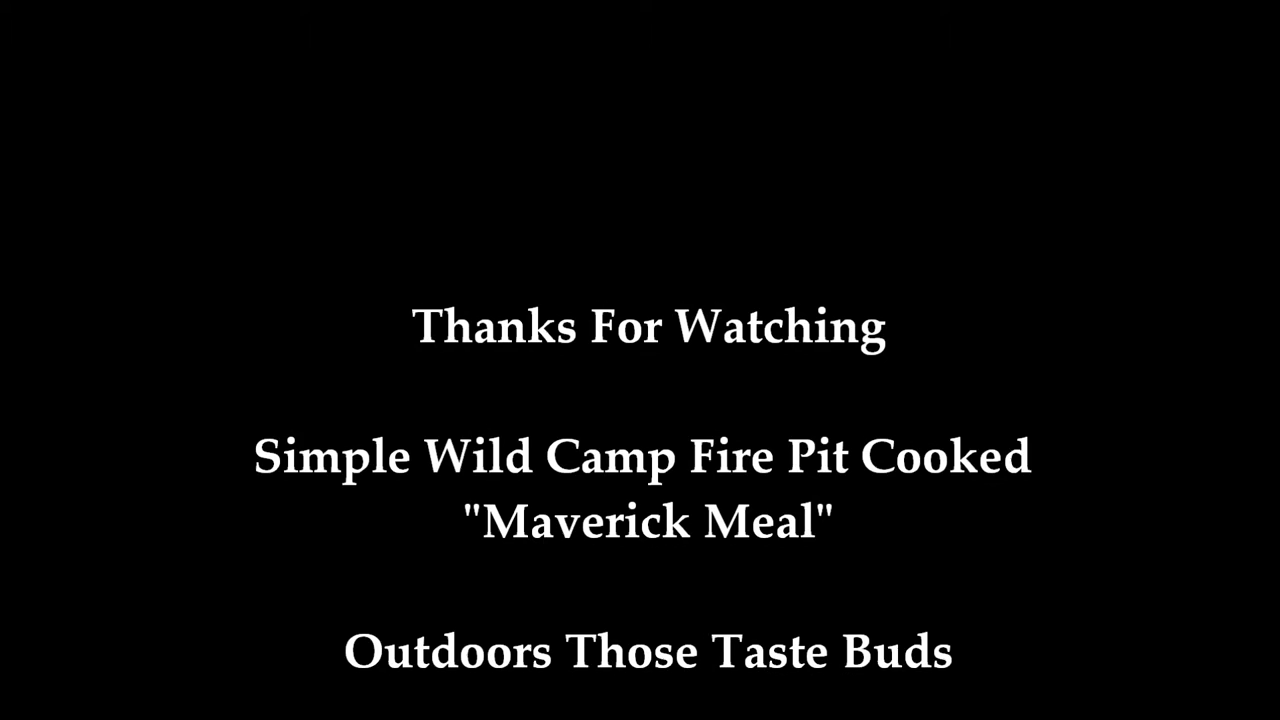 Thanks For Watching
Simple Wild Camp Fire Pit Cooked
"Maverick Meal"
Outdoors Those Taste Buds